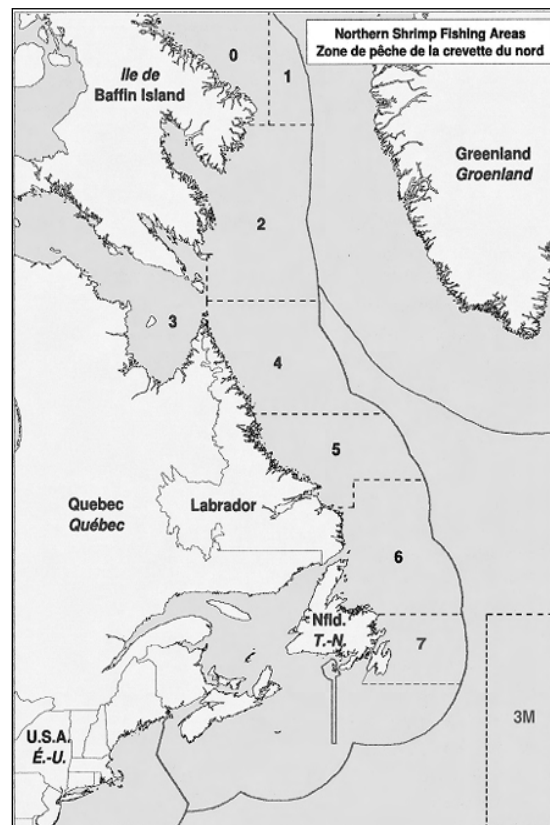 Northern Shrimp Fishing Areas
Zone de pêche de la crevette du nord
0
1
Ile de
Baffin Island
Greenland
Groenland
2
3
4
5
Quebec
Québec
Labrador
6
Nfld.
T.-N.
7
3M
U.S.A.
É.-U.